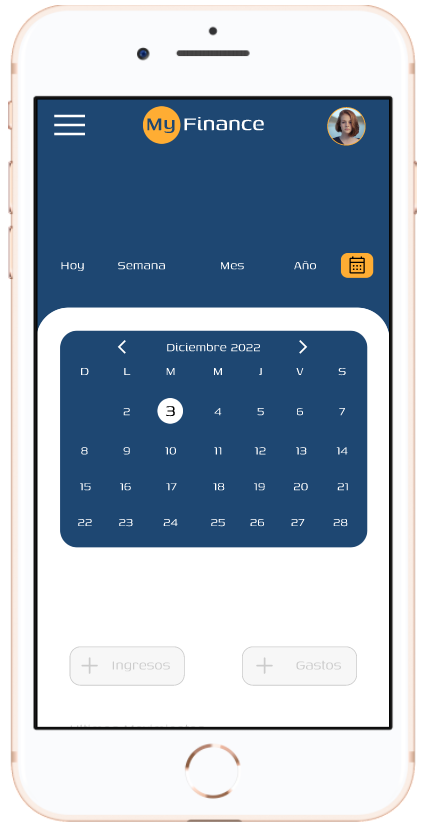 My Finance
Hoy Semana Mes Año
Diciembre 2022
D L M M J V S
2 3 4 5 6 7
8 9 10 11 12 13 14
15 16 17 18 19 20 21
22 23 24 25 26 27 28
+ Ingresos + Gastos